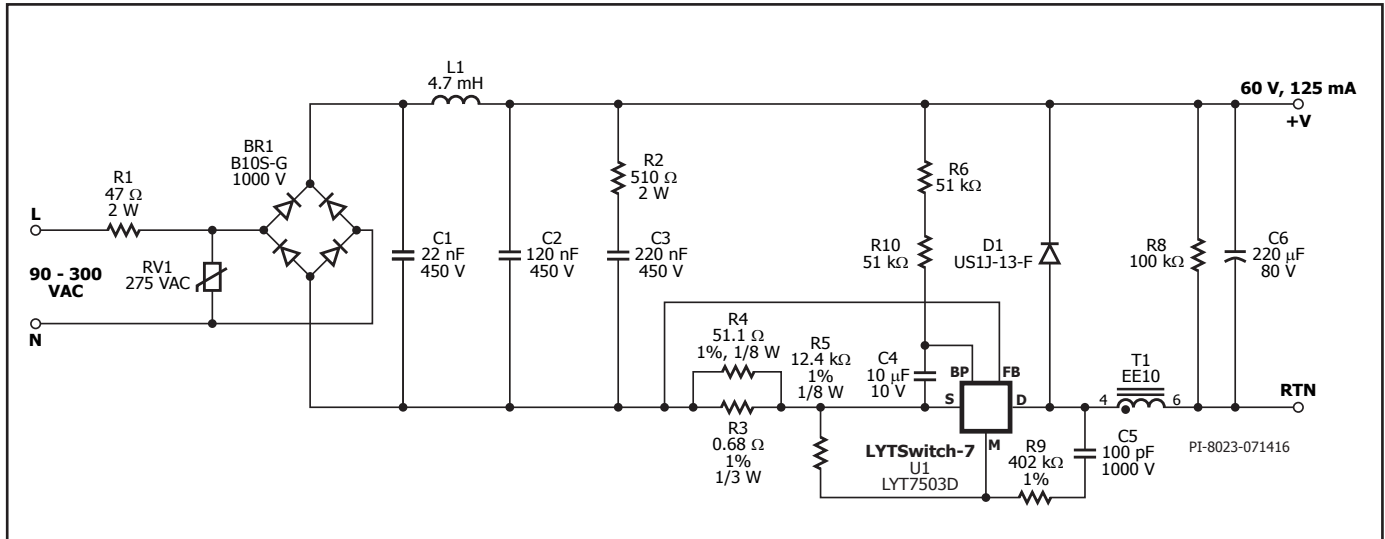 L1
4.7 mH
60 V, 125 mA
+V
BR1
B10S-G
1000 V
R1
47 Ω
2 W
L
RV1
275 VAC
90 - 300
VAC
N
C1
22 nF
450 V
C2
120 nF
450 V
R2
510 Ω
2 W
C3
220 nF
450 V
R6
51 kΩ
R10
51 kΩ
D1
US1J-13-F
R8
100 kΩ
C6
220 µF
80 V
R4
51.1 Ω
1%, 1/8 W
R3
0.68 Ω
1%
1/3 W
R5
12.4 kΩ
1%
1/8 W
C4
10 µF
10 V
BP
FB
S
D
M
LYTSwitch-7
U1
LYT7503D
R9
402 kΩ
1%
C5
100 pF
1000 V
T1
EE10
4
6
RTN
PI-8023-071416